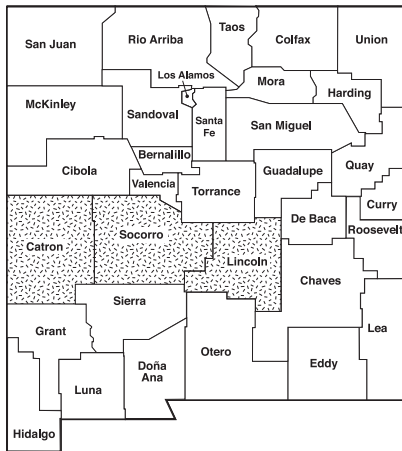 San Juan
Rio Arriba
Taos
Colfax
Union
Los Alamos
Mora
Harding
McKinley
Sandoval
Santa
Fe
San Miguel
Bernalillo
Cibola
Valencia
Torrance
Guadalupe
Quay
Curry
De Baca
Roosevelt
Catron
Socorro
Lincoln
Chaves
Sierra
Grant
Lea
Otero
Eddy
Luna
Doña
Ana
Hidalgo